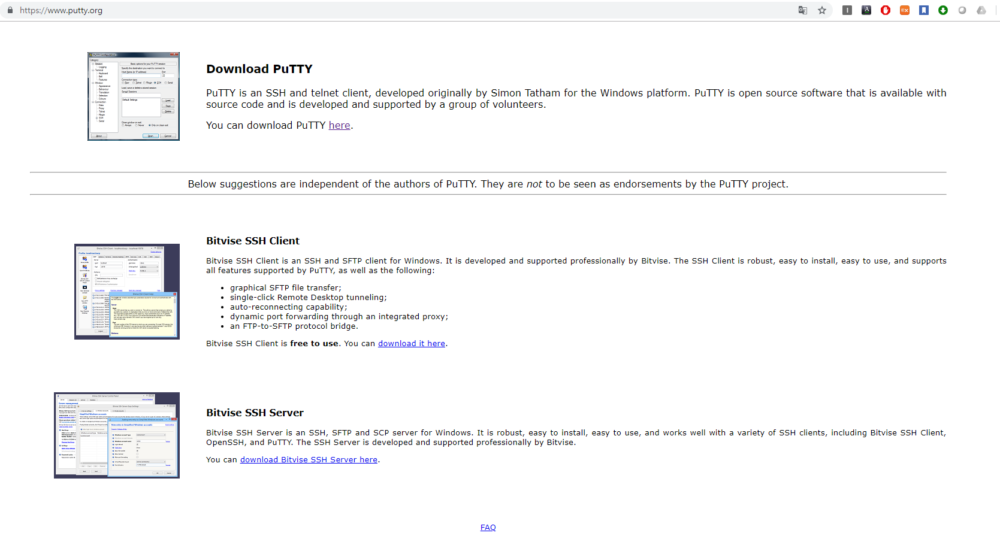 https://www.putty.org
Download PuTTY
PuTTY is an SSH and telnet client, developed originally by Simon Tatham for the Windows platform. PuTTY is open source software that is available with
source code and is developed and supported by a group of volunteers.
You can download PuTTY here.
Below suggestions are independent of the authors of PuTTY. They are not to be seen as endorsements by the PuTTY project.
Bitvise SSH Client
Bitvise SSH Client is an SSH and SFTP client for Windows. It is developed and supported professionally by Bitvise. The SSH Client is robust, easy to install, easy to use, and supports
all features supported by PuTTY, as well as the following:
• graphical SFTP file transfer;
• single-click Remote Desktop tunneling;
• auto-reconnecting capability;
• dynamic port forwarding through an integrated proxy;
• an FTP-to-SFTP protocol bridge.
Bitvise SSH Client is free to use. You can download it here.
Bitvise SSH Server
Bitvise SSH Server is an SSH, SFTP and SCP server for Windows. It is robust, easy to install, easy to use, and works well with a variety of SSH clients, including Bitvise SSH Client,
OpenSSH, and PuTTY. The SSH Server is developed and supported professionally by Bitvise.
You can download Bitvise SSH Server here.
FAQ